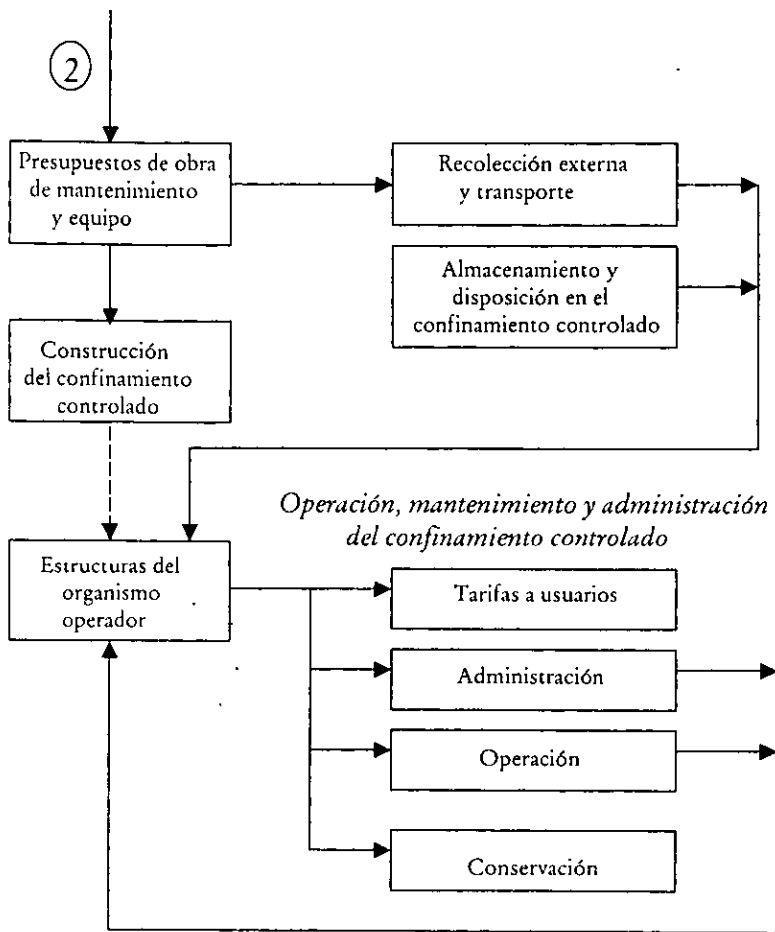 2
Presupuestos de obra
de mantenimiento
y equipo
Recolección externa
y transporte
Almacenamiento y
disposición en el
confinamiento controlado
Construcción
del confinamiento
controlado
Operación, mantenimiento y administración
del confinamiento controlado
Estructuras del
organismo
operador
Tarifas a usuarios
Administración
Operación
Conservación